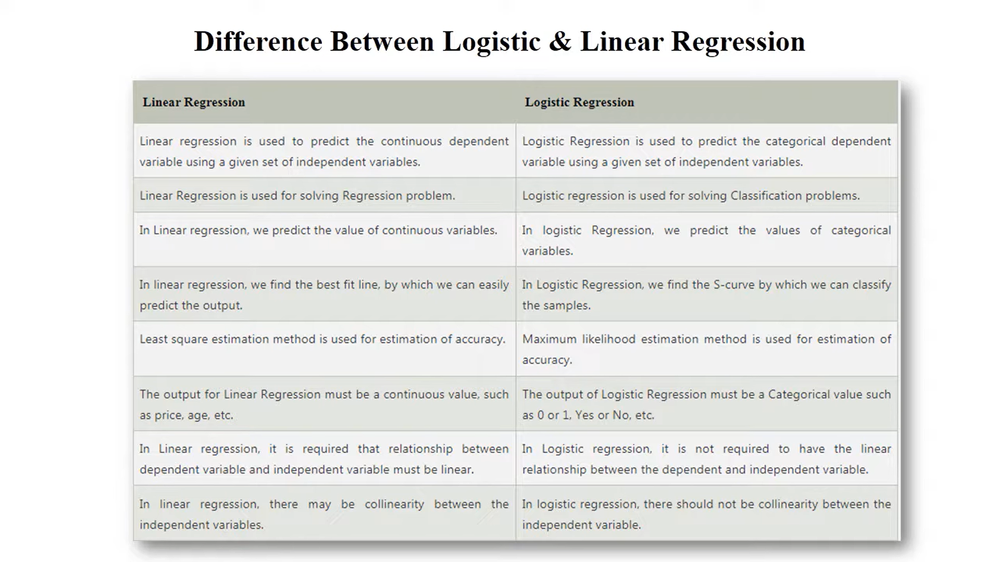 Difference Between Logistic & Linear Regression
Linear Regression
Logistic Regression
Linear regression is used to predict the continuous dependent
variable using a given set of independent variables.
Logistic Regression is used to predict the categorical dependent
variable using a given set of independent variables.
Linear Regression is used for solving Regression problem.
Logistic regression is used for solving Classification problems.
In Linear regression, we predict the value of continuous variables.
In logistic Regression, we predict the values of categorical
variables.
In linear regression, we find the best fit line, by which we can easily
predict the output.
In Logistic Regression, we find the S-curve by which we can classify
the samples.
Least square estimation method is used for estimation of accuracy.
Maximum likelihood estimation method is used for estimation of
accuracy.
The output for Linear Regression must be a continuous value, such
as price, age, etc.
The output of Logistic Regression must be a Categorical value such
as 0 or 1, Yes or No, etc.
In Linear regression, it is required that relationship between
dependent variable and independent variable must be linear.
In Logistic regression, it is not required to have the linear
relationship between the dependent and independent variable.
In linear regression, there may be collinearity between the
independent variables.
In logistic regression, there should not be collinearity between the
independent variable.